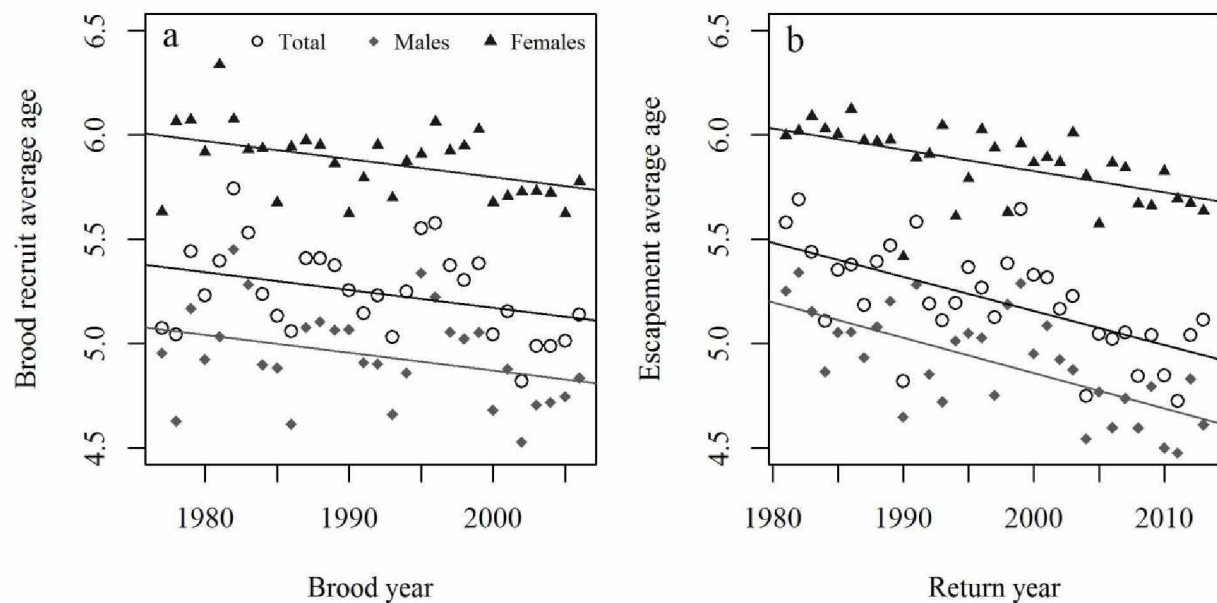 a
Total
Males
Females
Brood recruit average age
6.5
6.0
5.5
5.0
4.5
1980
1990
2000
Brood year
b
Escapement average age
6.5
6.0
5.5
5.0
4.5
1980
1990
2000
2010
Return year